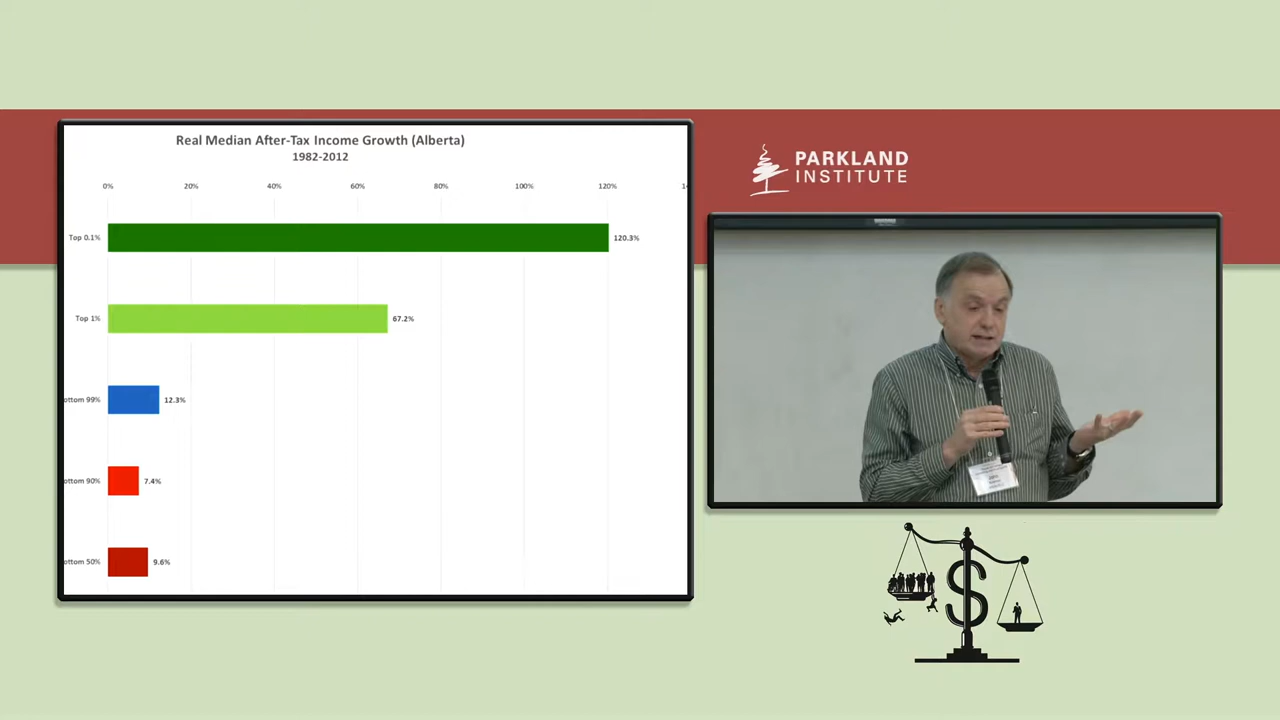 Real Median After-Tax Income Growth (Alberta)
1982-2012
0% 20% 40% 60% 80% 100% 120%
Top 0.1% 120.3%
Top 1% 67.2%
ottom 99% 12.3%
ottom 90% 7.4%
ottom 50% 9.6%
PARKLAND
INSTITUTE
$